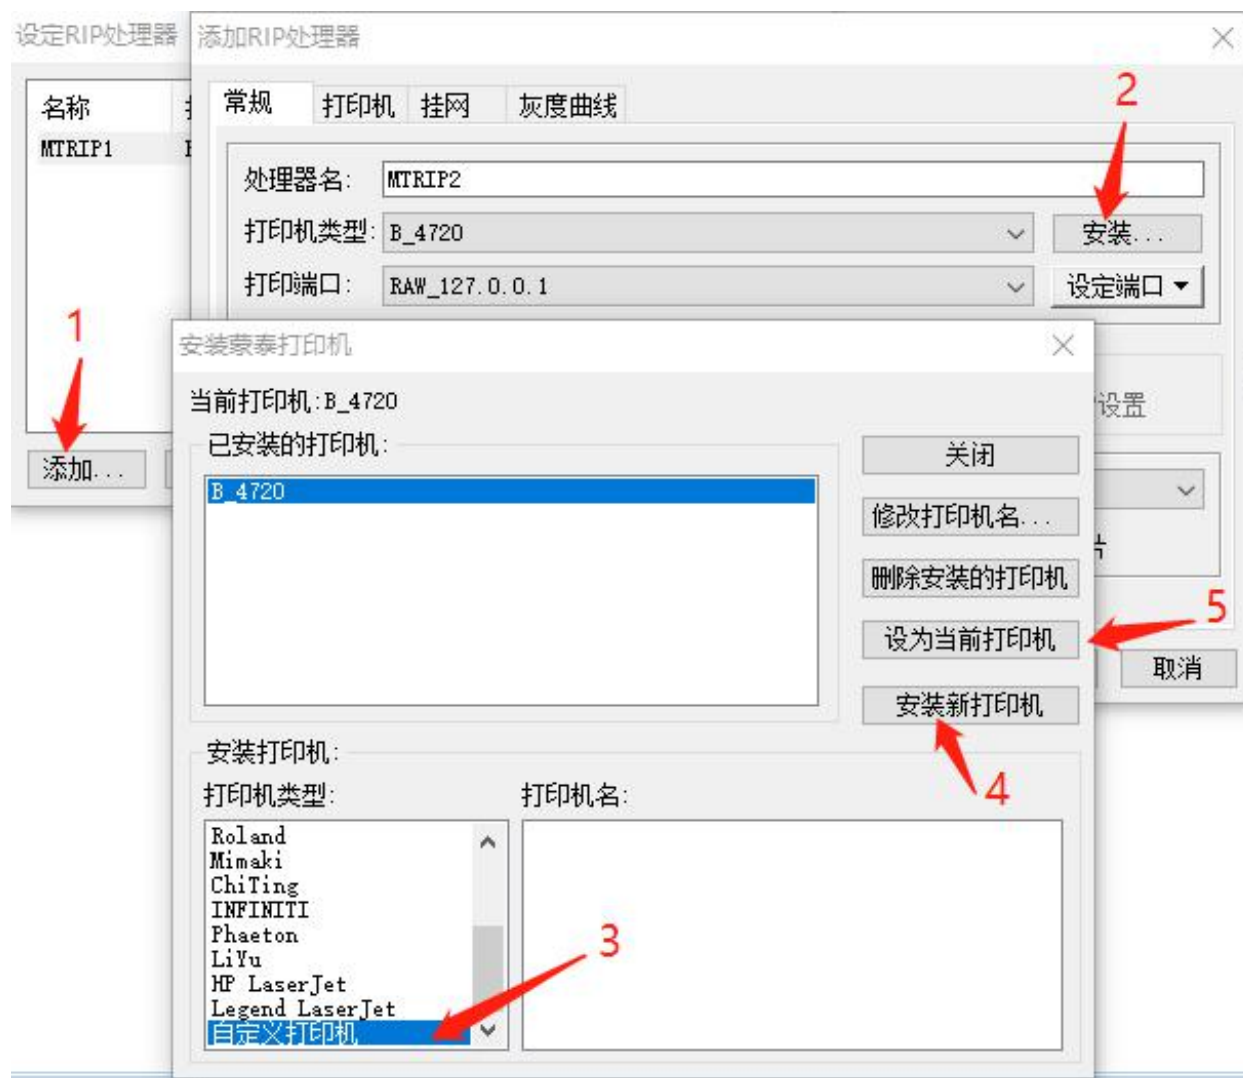 设定RIP处理器
添加RIP处理器
名称
MTRIP1
1
添加...
常规 打印机 挂网 灰度曲线
2
处理器名: MTRIP2
打印机类型: B_4720 安装...
打印端口: RAW_127.0.0.1 设定端口
设置
取消
安装蒙泰打印机
当前打印机:B_4720
已安装的打印机:
B_4720
关闭
修改打印机名...
删除安装的打印机
设为当前打印机
5
安装新打印机
4
安装打印机:
打印机类型: 打印机名:
Roland
Mimaki
ChiTing
INFINITI
Phaeton
LiYu
HP LaserJet
Legend LaserJet
自定义打印机
3